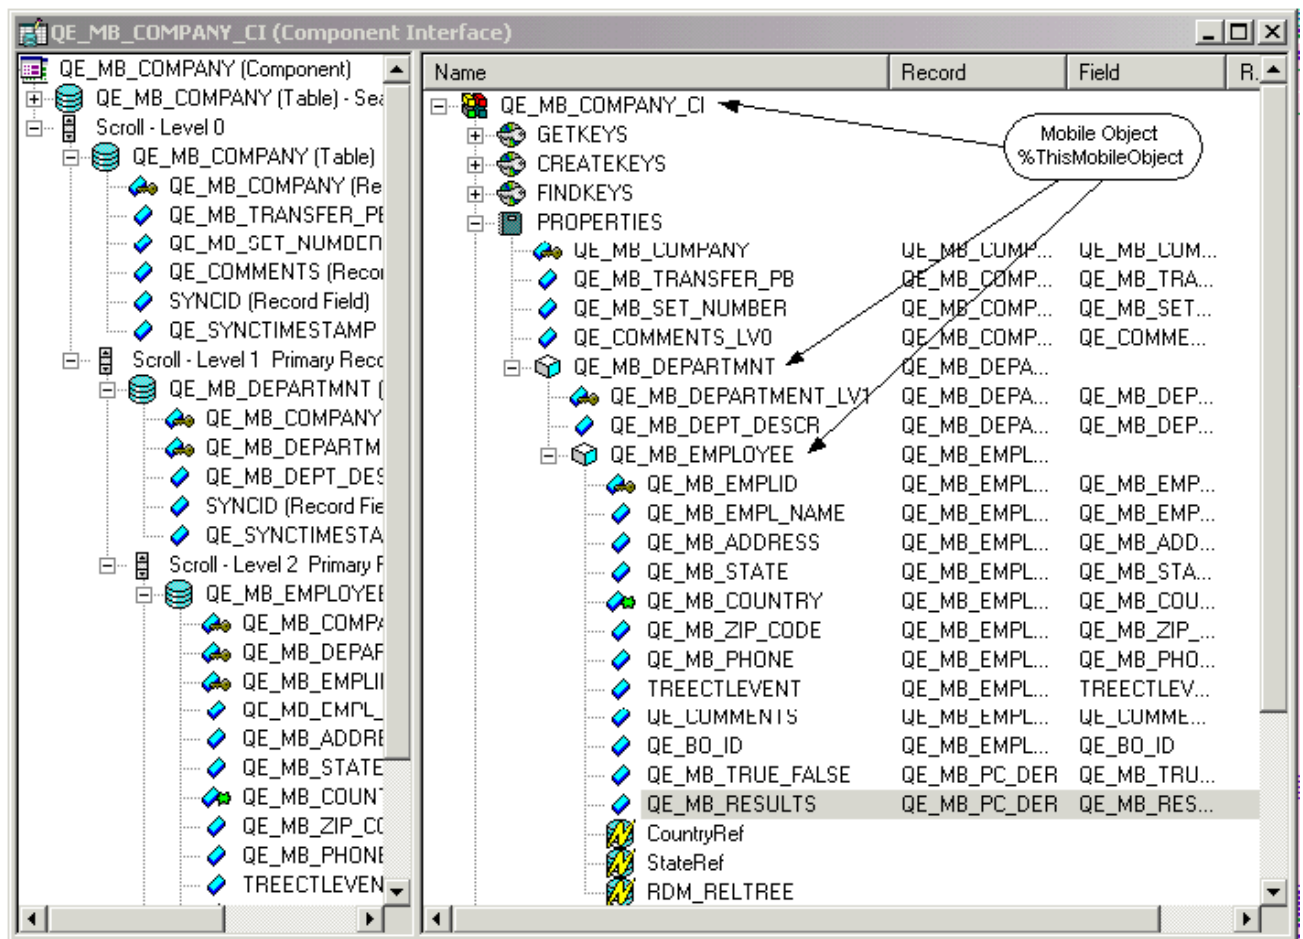 QE_MB_COMPANY_CI (Component Interface)
QE_MB_COMPANY (Component)
QE_MB_COMPANY (Table) - Sea
Scroll - Level 0
QE_MB_COMPANY (Table)
QE_MB_COMPANY (Re
QE_MB_TRANSFER_PB
QE_MB_SET_NUMBER
QE_COMMENTS (Recor
SYNCID (Record Field)
QE_SYNCTIMESTAMP
Scroll - Level 1 Primary Reco
QE_MB_DEPARTMNT (
QE_MB_COMPANY
QE_MB_DEPARTM
QE_MB_DEPT_DES
SYNCID (Record Fie
QE_SYNCTIMESTA
Scroll - Level 2 Primary F
QE_MB_EMPLOYEE
QE_MB_COMPA
QE_MB_DEPAR
QE_MB_EMPLI
QE_MB_EMPL_
QE_MB_ADDRE
QE_MB_STATE
QE_MB_COUNT
QE_MB_ZIP_CO
QE_MB_PHONE
TREECTLEVEN
Name Record Field R.
QE_MB_COMPANY_CI
GETKEYS
CREATEKEYS
FINDKEYS
PROPERTIES
QE_MB_COMPANY QE_MB_COMP... QE_MB_COM...
QE_MB_TRANSFER_PB QE_MB_COMP... QE_MB_TRA...
QE_MB_SET_NUMBER QE_MB_COMP... QE_MB_SET...
QE_COMMENTS_LV0 QE_MB_COMP... QE_COMME...
QE_MB_DEPARTMNT QE_MB_DEPA...
QE_MB_DEPARTMENT_LV1 QE_MB_DEPA... QE_MB_DEP...
QE_MB_DEPT_DESCR QE_MB_DEPA... QE_MB_DEP...
QE_MB_EMPLOYEE QE_MB_EMPL...
QE_MB_EMPLID QE_MB_EMPL... QE_MB_EMP...
QE_MB_EMPL_NAME QE_MB_EMPL... QE_MB_EMP...
QE_MB_ADDRESS QE_MB_EMPL... QE_MB_ADD...
QE_MB_STATE QE_MB_EMPL... QE_MB_STA...
QE_MB_COUNTRY QE_MB_EMPL... QE_MB_COU...
QE_MB_ZIP_CODE QE_MB_EMPL... QE_MB_ZIP_...
QE_MB_PHONE QE_MB_EMPL... QE_MB_PHO...
TREECTLEVENT QE_MB_EMPL... TREECTLEV...
QE_COMMENTS QE_MB_EMPL... QE_COMME...
QE_BO_ID QE_MB_EMPL... QE_BO_ID
QE_MB_TRUE_FALSE QE_MB_PC_DER QE_MB_TRU...
QE_MB_RESULTS QE_MB_PC_DER QE_MB_RES...
CountryRef
StateRef
RDM_RELTREE
Mobile Object
%ThisMobileObject